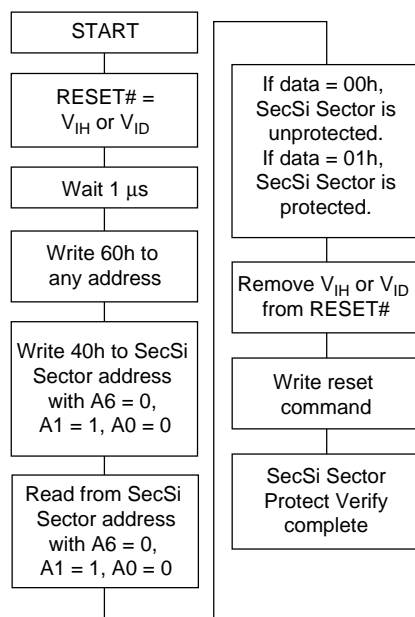 START
RESET# =
V_IH or V_ID
Wait 1 μs
Write 60h to
any address
Write 40h to SecSi
Sector address
with A6 = 0,
A1 = 1, A0 = 0
Read from SecSi
Sector address
with A6 = 0,
A1 = 1, A0 = 0
If data = 00h,
SecSi Sector is
unprotected.
If data = 01h,
SecSi Sector is
protected.
Remove V_IH or V_ID
from RESET#
Write reset
command
SecSi Sector
Protect Verify
complete